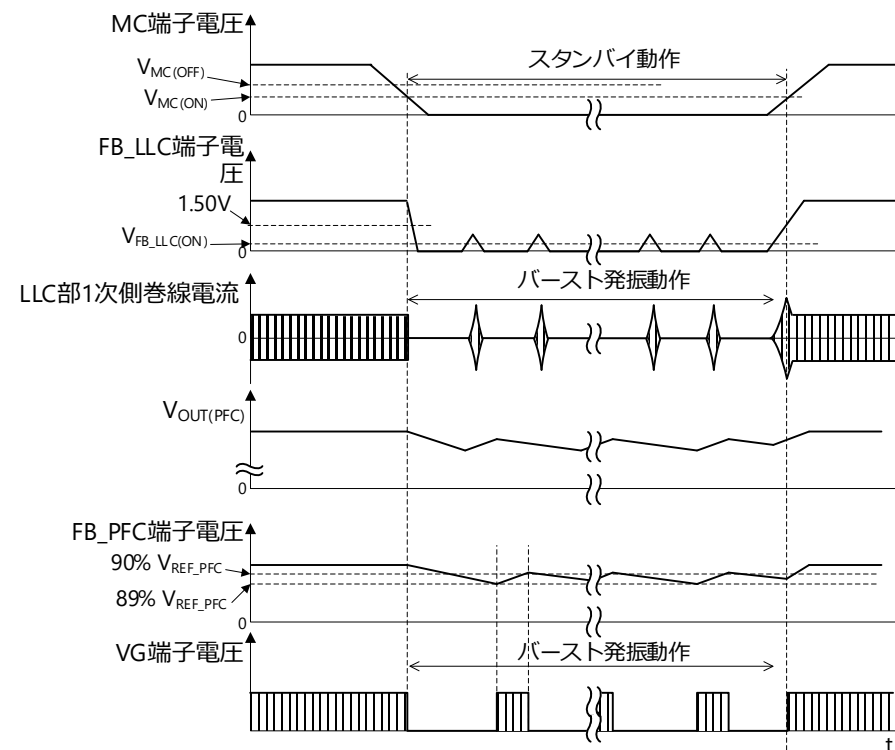 MC端子電圧
スタンバイ動作
VMC(OFF)
VMC(ON)
0
FB_LLC端子電
圧
1.50V
VFB_LLC(ON)
0
バースト発振動作
LLC部1次側巻線電流
0
VOUT(PFC)
0
FB_PFC端子電圧
90% VREF_PFC
89% VREF_PFC
0
VG端子電圧
バースト発振動作
t